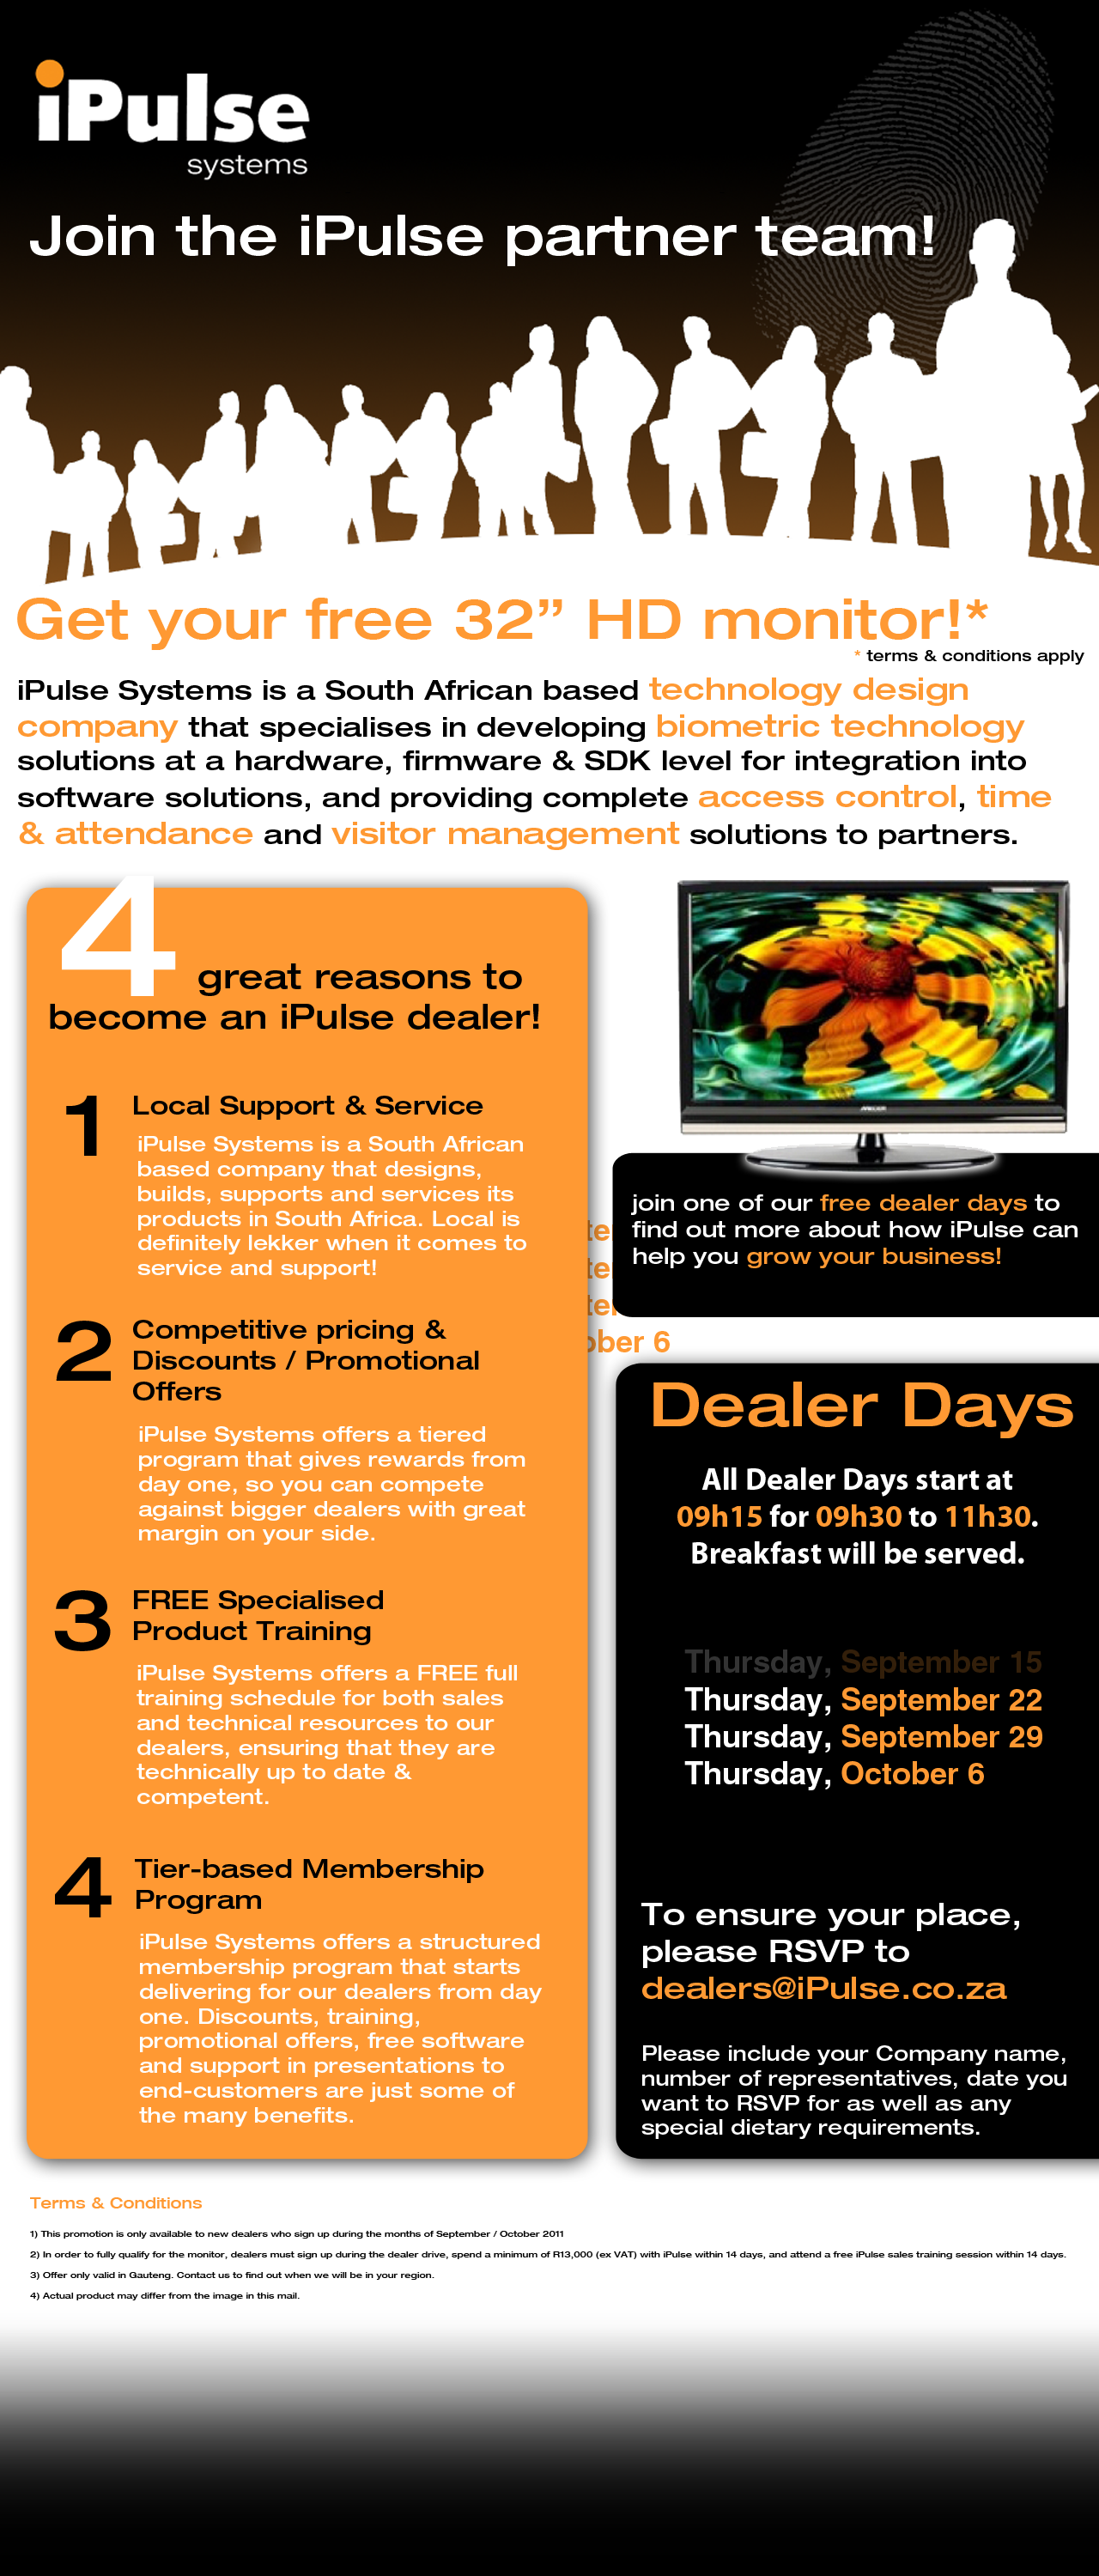 iPulse
systems
Join the iPulse partner team!
Get your free 32” HD monitor!*
* terms & conditions apply
iPulse Systems is a South African based technology design
company that specialises in developing biometric technology
solutions at a hardware, firmware & SDK level for integration into
software solutions, and providing complete access control, time
& attendance and visitor management solutions to partners.
4 great reasons to
become an iPulse dealer!
1 Local Support & Service
iPulse Systems is a South African
based company that designs,
builds, supports and services its
products in South Africa. Local is
definitely lekker when it comes to
service and support!
2 Competitive pricing &
Discounts / Promotional
Offers
iPulse Systems offers a tiered
program that gives rewards from
day one, so you can compete
against bigger dealers with great
margin on your side.
3 FREE Specialised
Product Training
iPulse Systems offers a FREE full
training schedule for both sales
and technical resources to our
dealers, ensuring that they are
technically up to date &
competent.
4 Tier-based Membership
Program
iPulse Systems offers a structured
membership program that starts
delivering for our dealers from day
one. Discounts, training,
promotional offers, free software
and support in presentations to
end-customers are just some of
the many benefits.
join one of our free dealer days to
find out more about how iPulse can
help you grow your business!
ober 6
Dealer Days
All Dealer Days start at
09h15 for 09h30 to 11h30.
Breakfast will be served.
Thursday, September 15
Thursday, September 22
Thursday, September 29
Thursday, October 6
To ensure your place,
please RSVP to
dealers@iPulse.co.za
Please include your Company name,
number of representatives, date you
want to RSVP for as well as any
special dietary requirements.
Terms & Conditions
1) This promotion is only available to new dealers who sign up during the months of September / October 2011
2) In order to fully qualify for the monitor, dealers must sign up during the dealer drive, spend a minimum of R13,000 (ex VAT) with iPulse within 14 days, and attend a free iPulse sales training session within 14 days.
3) Offer only valid in Gauteng. Contact us to find out when we will be in your region.
4) Actual product may differ from the image in this mail.